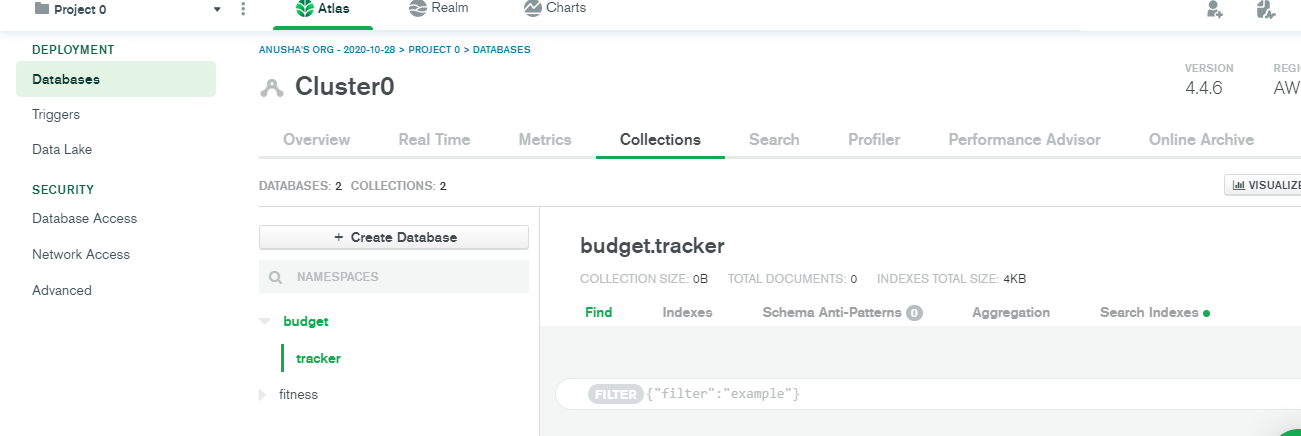 Project 0
Atlas
Realm
Charts
DEPLOYMENT
Databases
Triggers
Data Lake
SECURITY
Database Access
Network Access
Advanced
ANUSHA'S ORG - 2020-10-28 > PROJECT 0 > DATABASES
Cluster0
VERSION
4.4.6
Overview
Real Time
Metrics
Collections
Search
Profiler
Performance Advisor
Online Archive
DATABASES: 2 COLLECTIONS: 2
+ Create Database
NAMESPACES
budget
tracker
fitness
budget.tracker
COLLECTION SIZE: 0B TOTAL DOCUMENTS: 0 INDEXES TOTAL SIZE: 4KB
Find
Indexes
Schema Anti-Patterns 0
Aggregation
Search Indexes
FILTER {"filter":"example"}